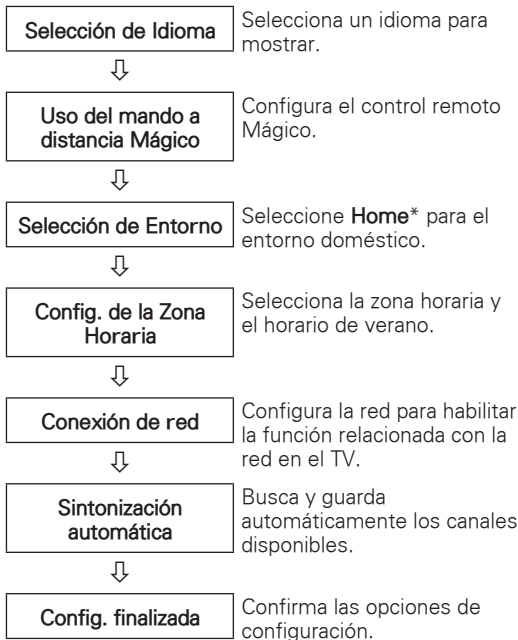 Selección de Idioma
Selecciona un idioma para
mostrar.
Uso del mando a
distancia Mágico
Configura el control remoto
Mágico.
Selección de Entorno
Seleccione Home* para el
entorno doméstico.
Config. de la Zona
Horaria
Selecciona la zona horaria y
el horario de verano.
Conexión de red
Configura la red para habilitar
la función relacionada con la
red en el TV.
Sintonización
automática
Busca y guarda
automáticamente los canales
disponibles.
Config. finalizada
Confirma las opciones de
configuración.